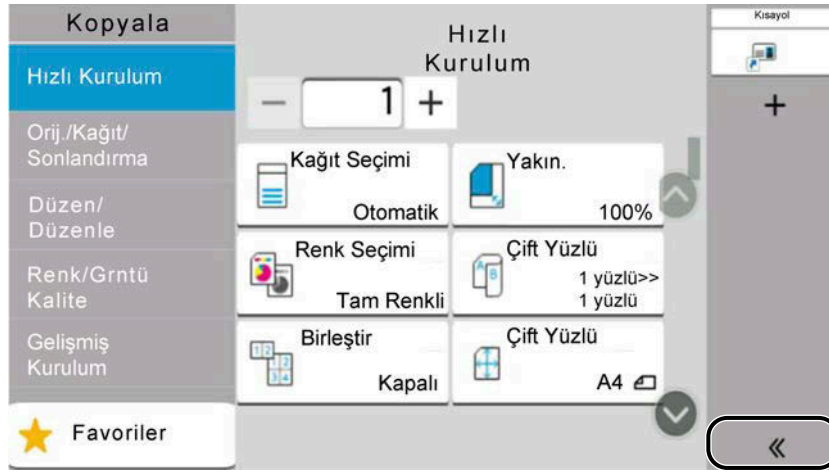 Kopyala
Hızlı Kurulum
Orij./Kağıt/
Sonlandırma
Düzen/
Düzenle
Renk/Grntü
Kalite
Gelişmiş
Kurulum
Favoriler
Hızlı
Kurulum
1
Kağıt Seçimi
Otomatik
Yakın.
100%
Renk Seçimi
Tam Renkli
Çift Yüzlü
1 yüzlü>>
1 yüzlü
Birleştir
Kapalı
Çift Yüzlü
A4
Kısayol